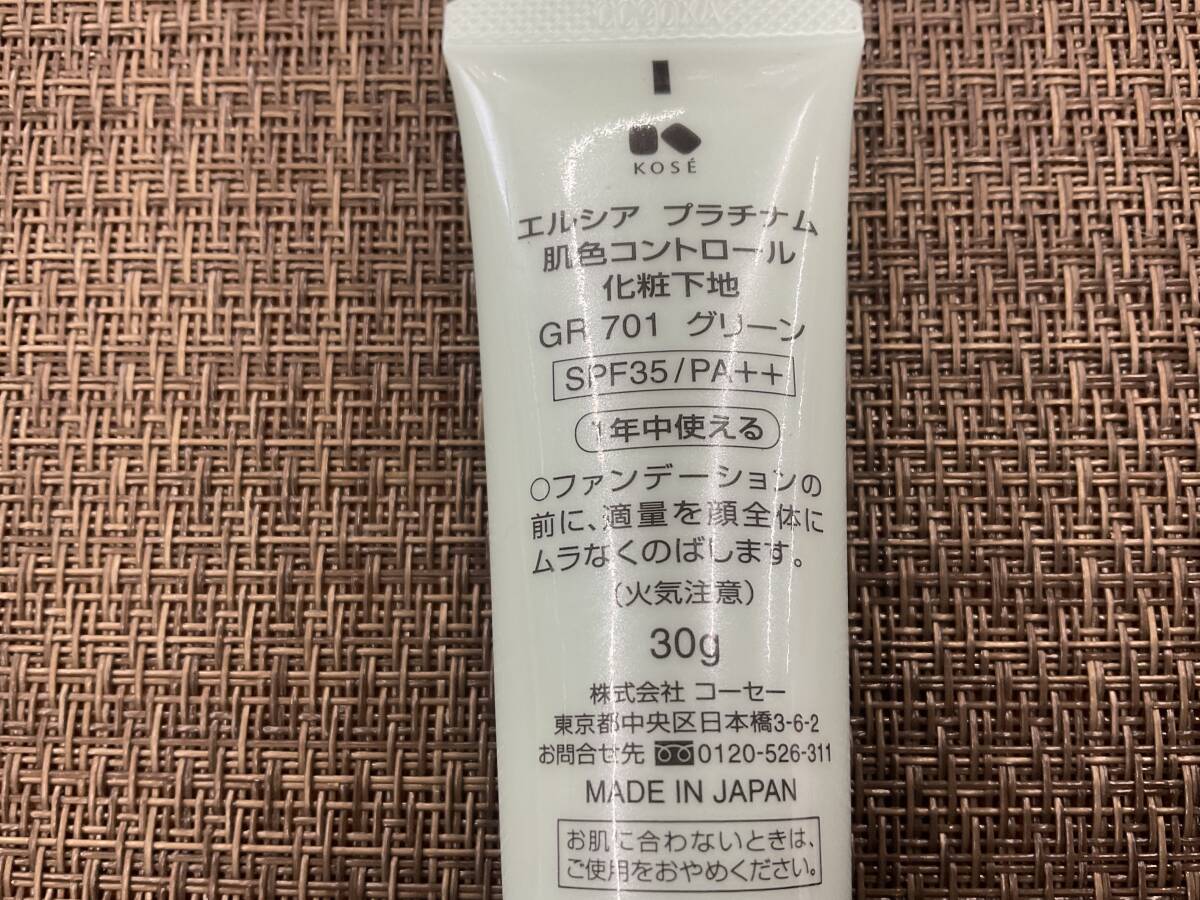 KOSÉ
エルシア プラチナム
肌色コントロール
化粧下地
GR 701 グリーン
SPF35/PA++
1年中使える
○ファンデーションの
前に、適量を顔全体に
ムラなくのばします。
(火気注意)
30g
株式会社 コーセー
東京都中央区日本橋3-6-2
お問合せ先 0120-526-311
MADE IN JAPAN
お肌に合わないときは、
ご使用をおやめください。